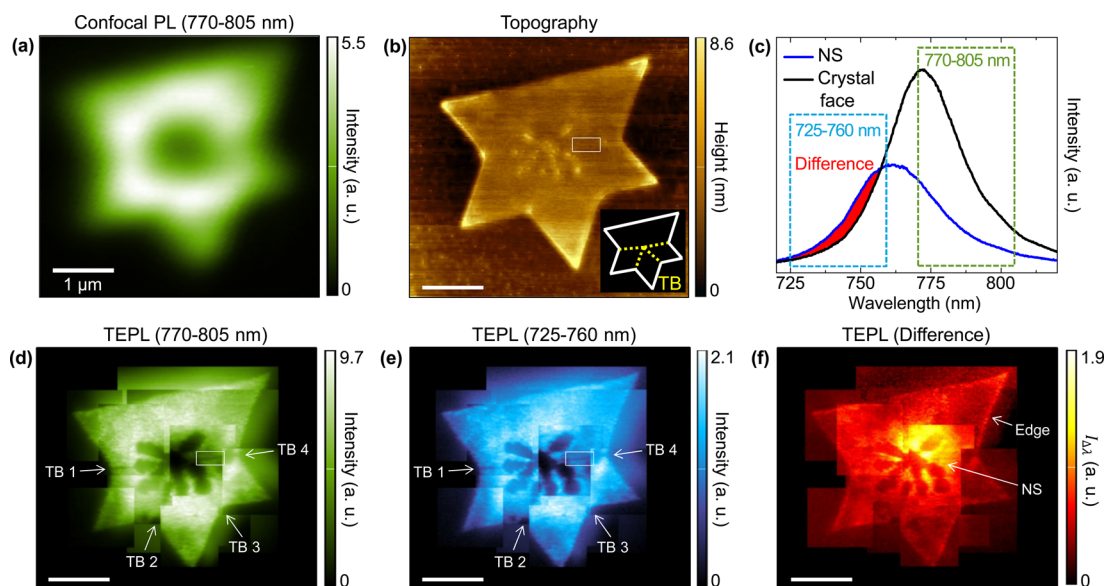 Confocal PL (770-805 nm)
(a)
1 µm
5.5
Intensity (a. u.)
0
Topography
(b)
TB
8.6
Height (nm)
0
(c)
NS
Crystal
face
770-805 nm
725-760 nm
Difference
Intensity (a. u.)
725 750 775 800
Wavelength (nm)
TEPL (770-805 nm)
(d)
TB 1
TB 2
TB 3
TB 4
9.7
Intensity (a. u.)
0
TEPL (725-760 nm)
(e)
TB 1
TB 2
TB 3
TB 4
2.1
Intensity (a. u.)
0
TEPL (Difference)
(f)
Edge
NS
1.9
IΔλ (a. u.)
0